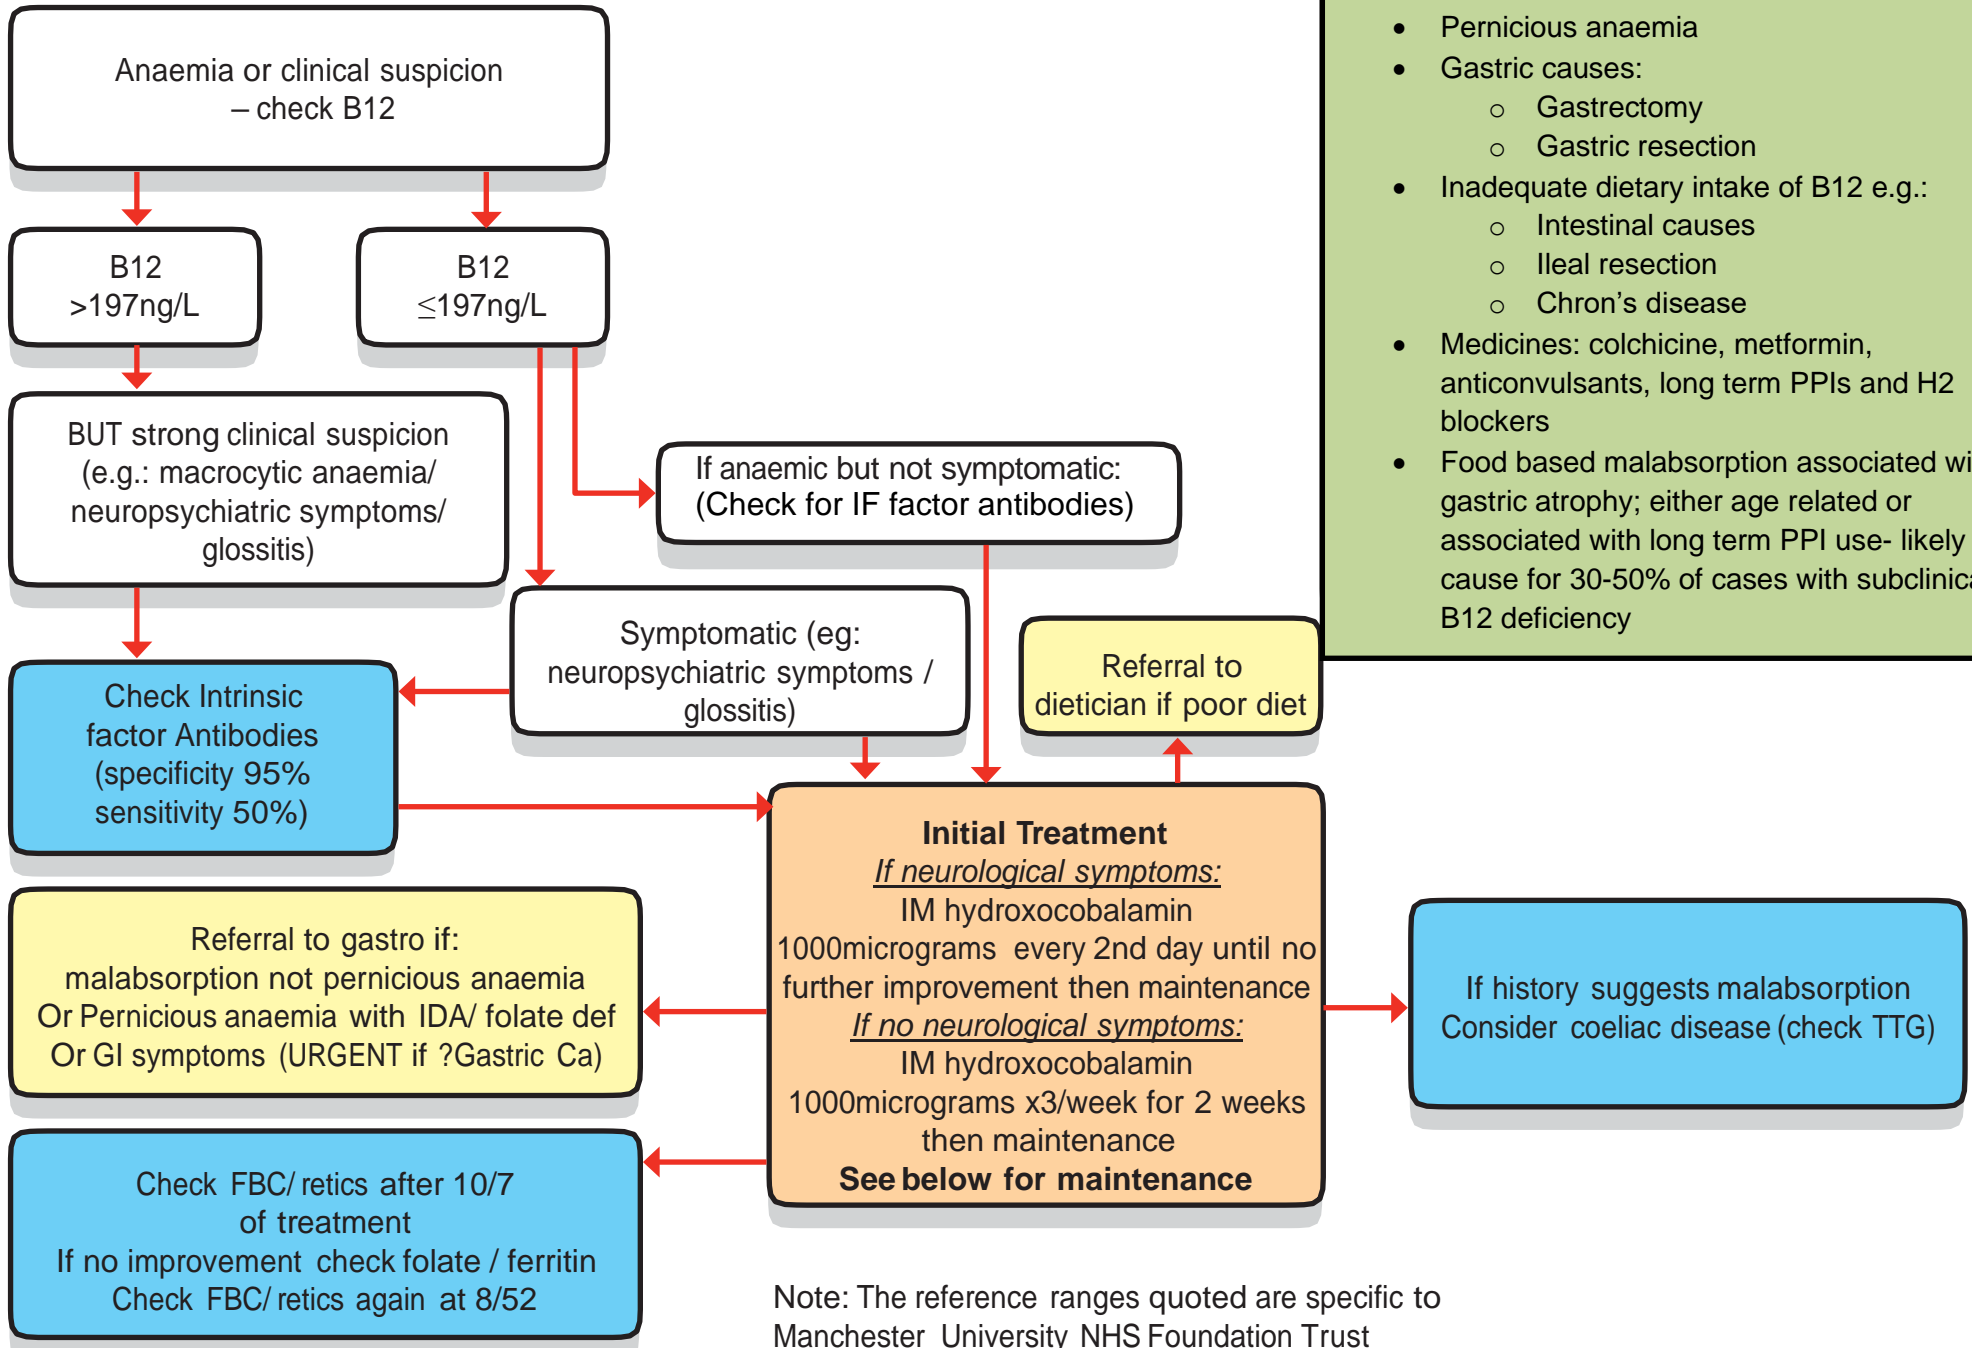 Anaemia or clinical suspicion
– check B12
B12
>197ng/L
B12
≤197ng/L
BUT strong clinical suspicion
(e.g.: macrocytic anaemia/
neuropsychiatric symptoms/
glossitis)
If anaemic but not symptomatic:
(Check for IF factor antibodies)
Symptomatic (eg:
neuropsychiatric symptoms /
glossitis)
Check Intrinsic
factor Antibodies
(specificity 95%
sensitivity 50%)
Referral to
dietician if poor diet
Initial Treatment
If neurological symptoms:
IM hydroxocobalamin
1000micrograms every 2nd day until no
further improvement then maintenance
If no neurological symptoms:
IM hydroxocobalamin
1000micrograms x3/week for 2 weeks
then maintenance
See below for maintenance
Referral to gastro if:
malabsorption not pernicious anaemia
Or Pernicious anaemia with IDA/ folate def
Or GI symptoms (URGENT if ?Gastric Ca)
Check FBC/ retics after 10/7
of treatment
If no improvement check folate / ferritin
Check FBC/ retics again at 8/52
If history suggests malabsorption
Consider coeliac disease (check TTG)
• Pernicious anaemia
• Gastric causes:
o Gastrectomy
o Gastric resection
• Inadequate dietary intake of B12 e.g.:
o Intestinal causes
o Ileal resection
o Chron's disease
• Medicines: colchicine, metformin,
anticonvulsants, long term PPIs and H2
blockers
• Food based malabsorption associated wi
gastric atrophy; either age related or
associated with long term PPI use- likely
cause for 30-50% of cases with subclinica
B12 deficiency
Note: The reference ranges quoted are specific to
Manchester University NHS Foundation Trust